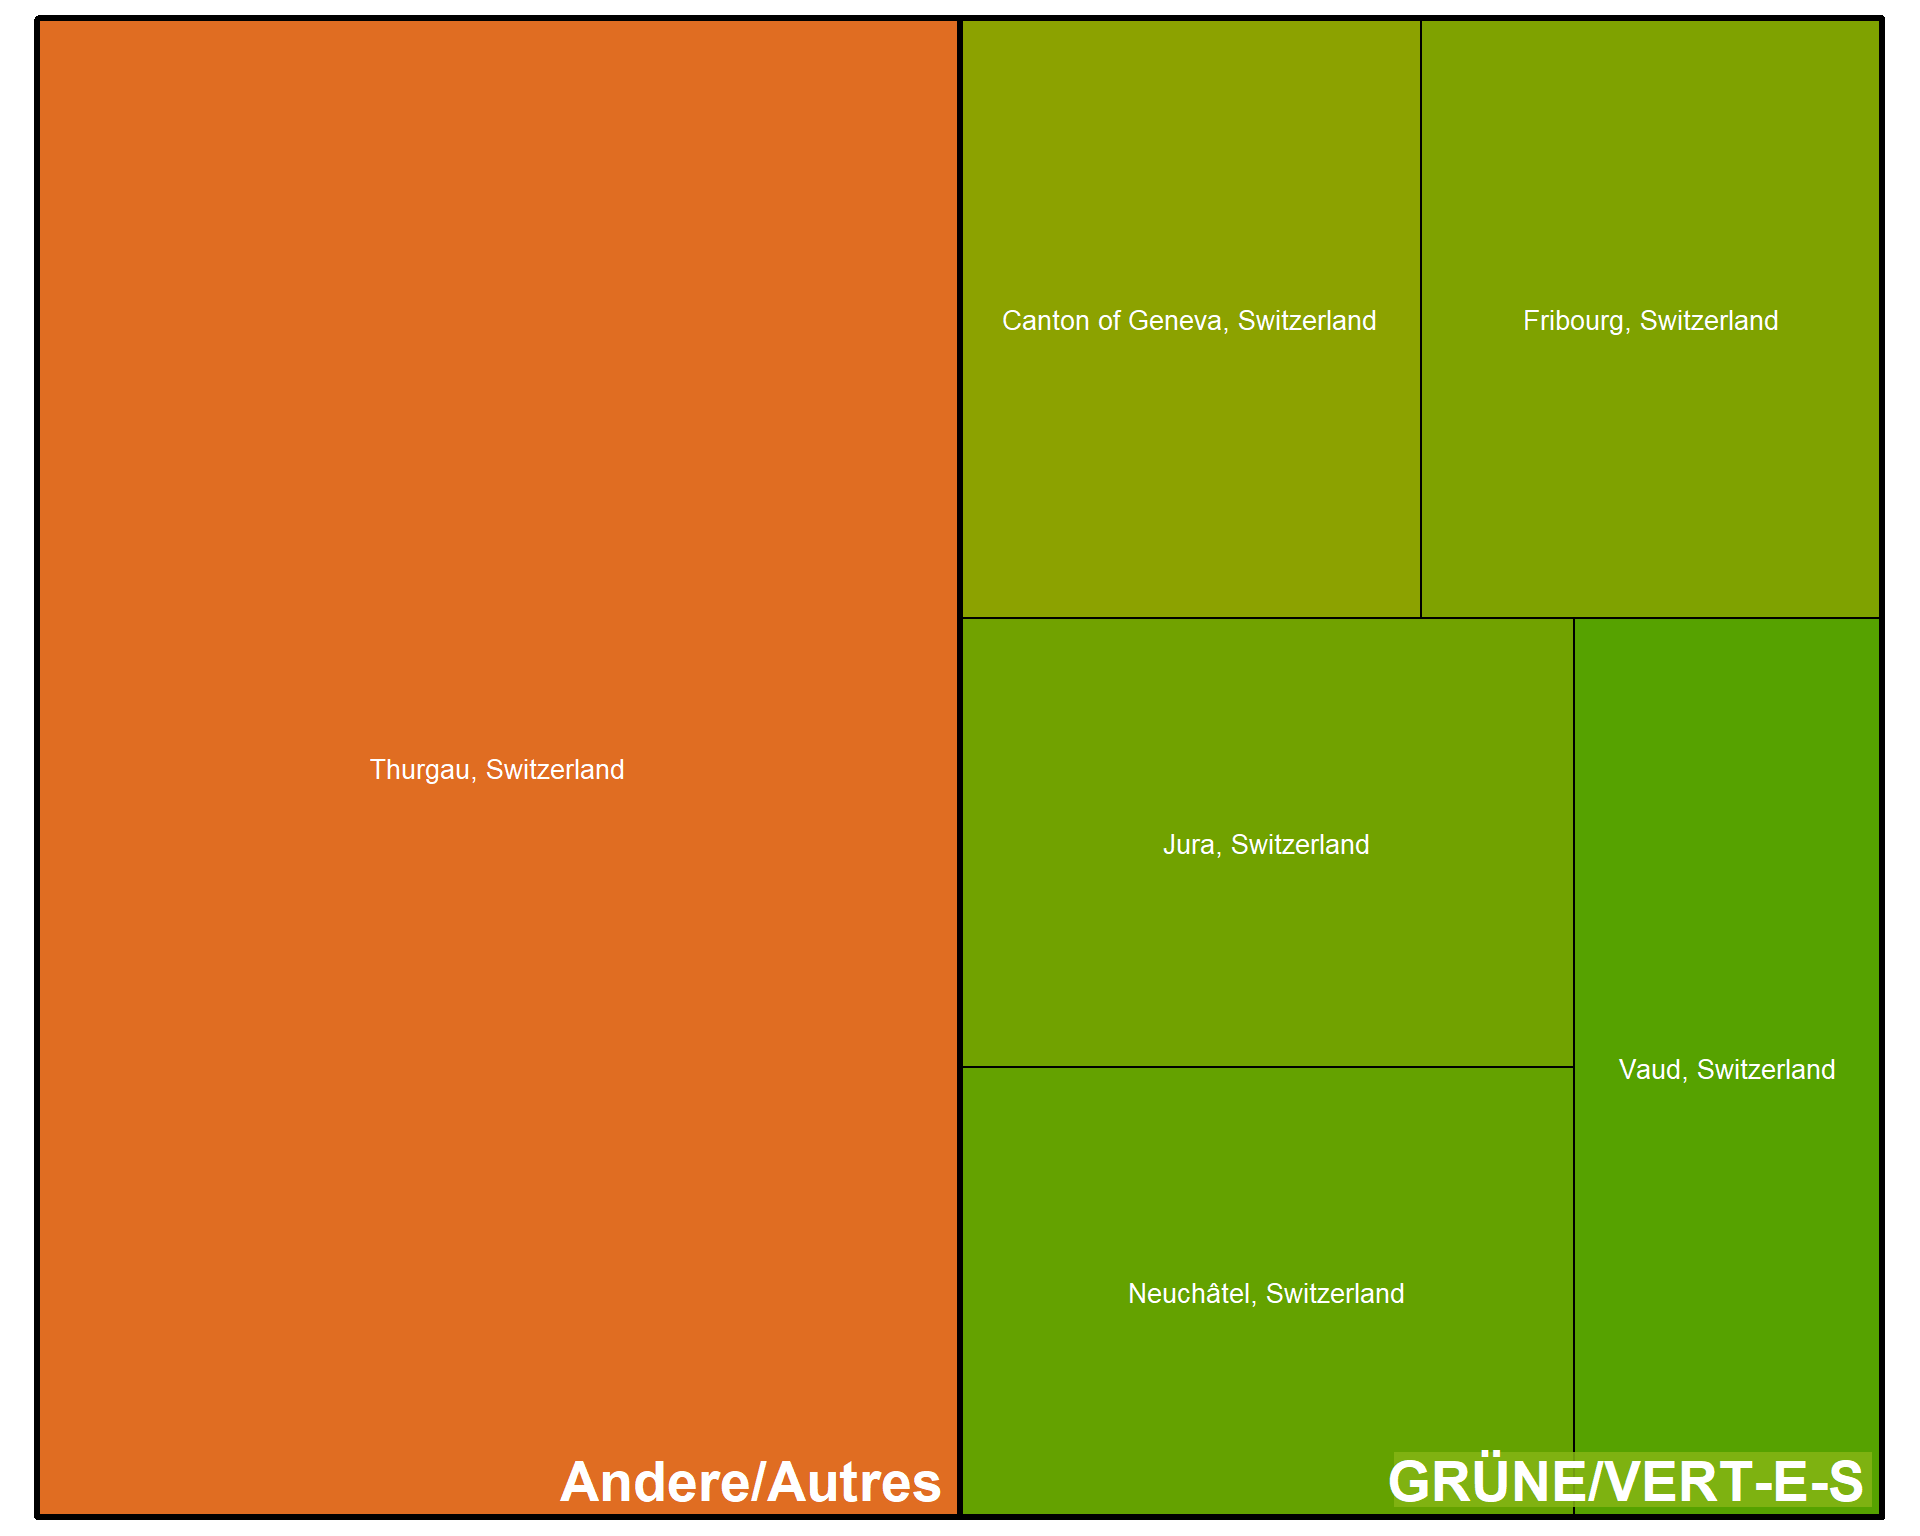 Canton of Geneva, Switzerland
Fribourg, Switzerland
Thurgau, Switzerland
Jura, Switzerland
Vaud, Switzerland
Neuchâtel, Switzerland
Andere/Autres
GRÜNE/VERT-E-S